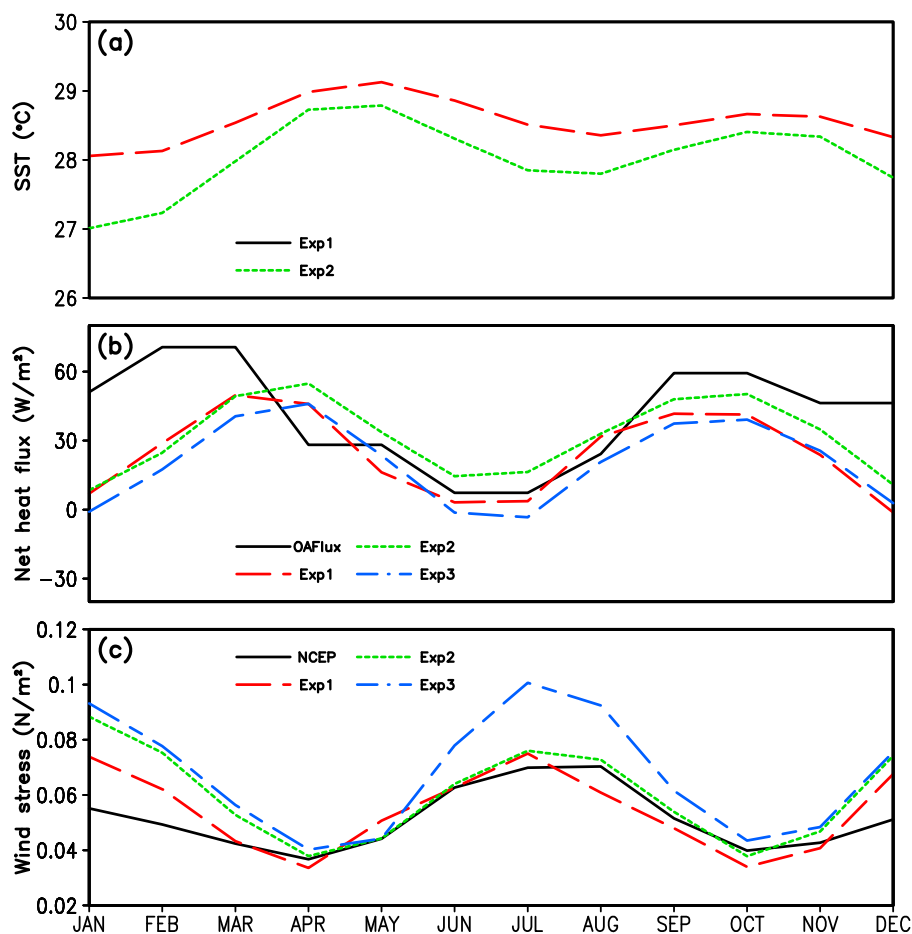 (a)
SST (°C)
30
29
28
27
26
Exp1
Exp2
(b)
Net heat flux (W/m²)
60
30
0
−30
OAFlux
Exp2
Exp1
Exp3
(c)
Wind stress (N/m²)
0.12
0.1
0.08
0.06
0.04
0.02
NCEP
Exp2
Exp1
Exp3
JAN FEB MAR APR MAY JUN JUL AUG SEP OCT NOV DEC